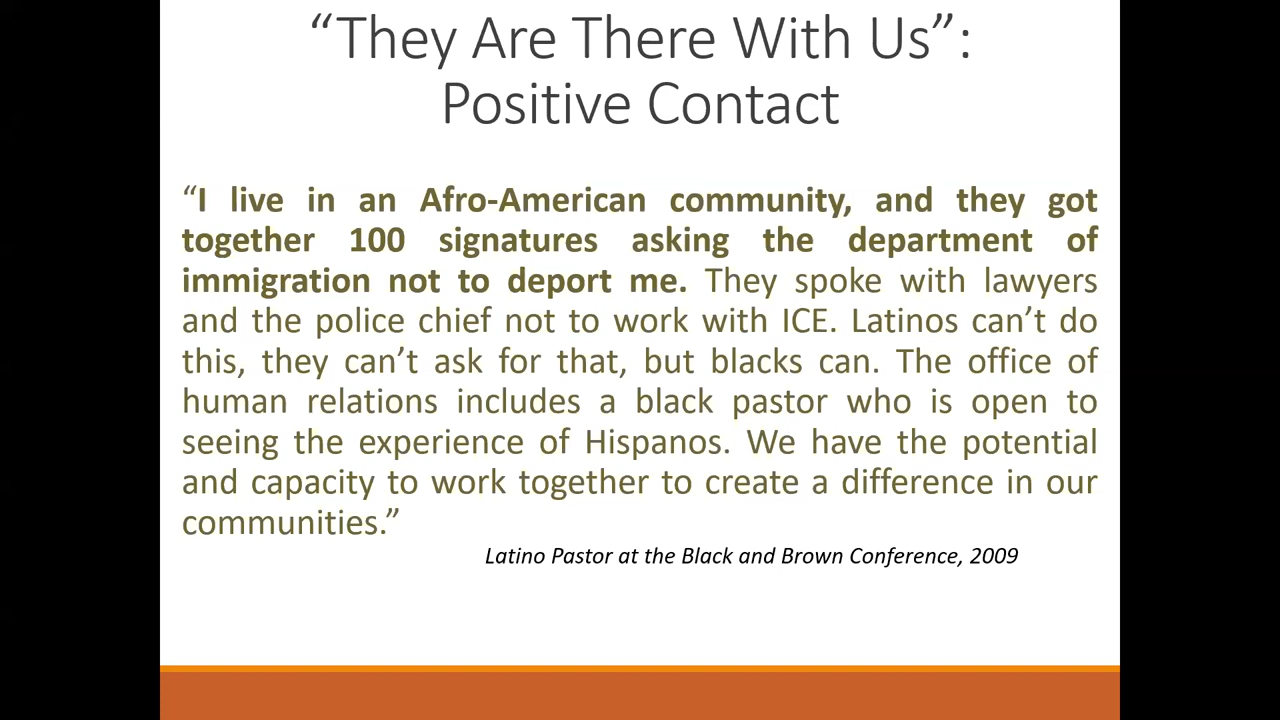 “They Are There With Us”:
Positive Contact
“I live in an Afro-American community, and they got
together 100 signatures asking the department of
immigration not to deport me. They spoke with lawyers
and the police chief not to work with ICE. Latinos can’t do
this, they can’t ask for that, but blacks can. The office of
human relations includes a black pastor who is open to
seeing the experience of Hispanos. We have the potential
and capacity to work together to create a difference in our
communities.”
Latino Pastor at the Black and Brown Conference, 2009